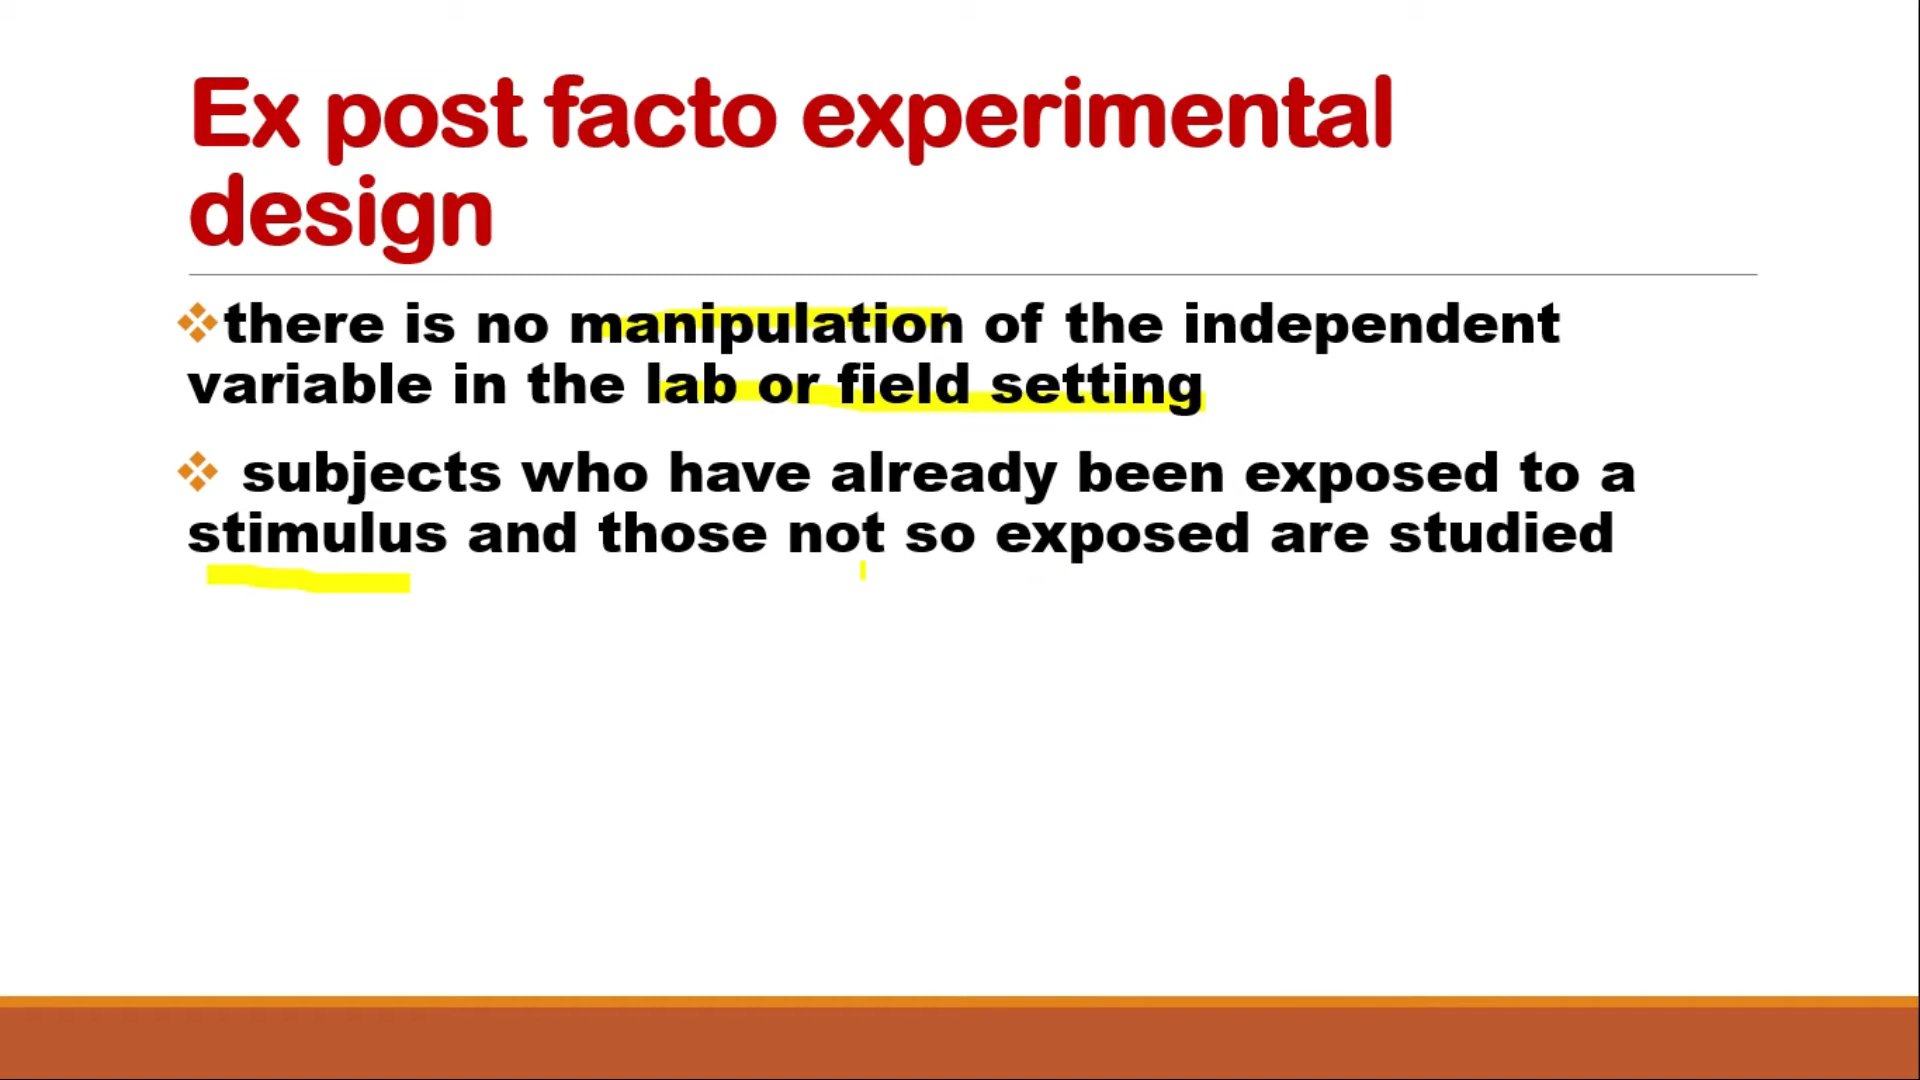 Ex post facto experimental
design
❖there is no manipulation of the independent
variable in the lab or field setting
❖ subjects who have already been exposed to a
stimulus and those not so exposed are studied